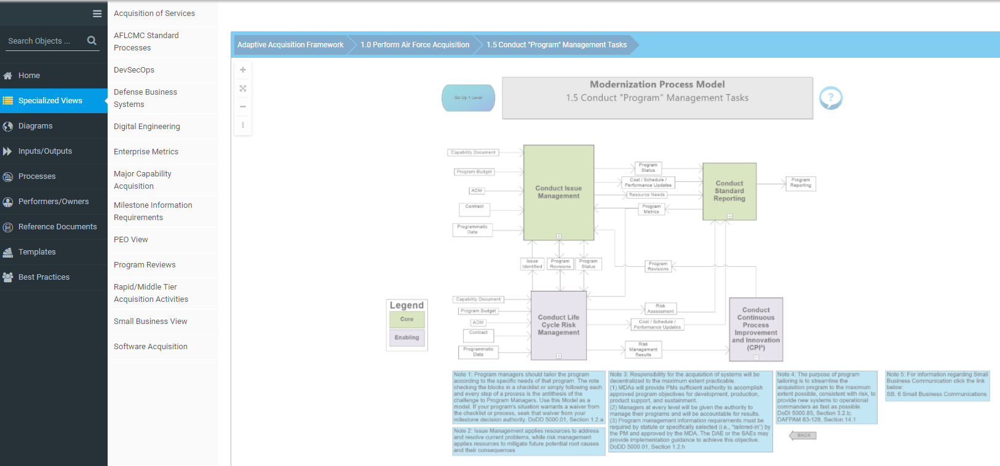 Search Objects ...
Home
Specialized Views
Diagrams
Inputs/Outputs
Processes
Performers/Owners
Reference Documents
Templates
Best Practices
Acquisition of Services
AFLCMC Standard
Processes
DevSecOps
Defense Business
Systems
Digital Engineering
Enterprise Metrics
Major Capability
Acquisition
Milestone Information
Requirements
PEO View
Program Reviews
Rapid/Middle Tier
Acquisition Activities
Small Business View
Software Acquisition
Adaptive Acquisition Framework
1.0 Perform Air Force Acquisition
1.5 Conduct "Program" Management Tasks
Go Up 1 Level
Modernization Process Model
1.5 Conduct "Program" Management Tasks
?
Capability Document
Program Budget
ADM
Contract
Programmatic
Data
Conduct Issue
Management
Program
Status
Cost / Schedule /
Performance Updates
Resource Needs
Program
Metrics
Conduct
Standard
Reporting
Program
Reporting
Issue
Identified
Program
Revisions
Program
Status
Program
Revisions
Legend
Core
Enabling
Capability Document
Program Budget
ADM
Contract
Programmatic
Data
Conduct Life
Cycle Risk
Management
Risk
Assessment
Cost / Schedule /
Performance Updates
Risk
Management
Results
Conduct
Continuous
Process
Improvement
and Innovation
(CPI²)
Note 1: Program managers should tailor the program
according to the specific needs of that program. The rote
checking the blocks in a checklist or simply following each
and every step of a process is the antithesis of the
challenge to Program Managers. Use this Model as a
model. If your program's situation warrants a waiver from
the checklist or process, seek that waiver from your
milestone decision authority. DoDD 5000.01, Section 1.2.a
Note 2: Issue Management applies resources to address
and resolve current problems, while risk management
applies resources to mitigate future potential root causes
and their consequences
Note 3: Responsibility for the acquisition of systems will be
decentralized to the maximum extent practicable.
(1) MDAs will provide PMs sufficient authority to accomplish
approved program objectives for development, production,
product support, and sustainment.
(2) Managers at every level will be given the authority to
manage their programs and will be accountable for results.
(3) Program management information requirements must be
required by statute or specifically selected (i.e., "tailored-in") by
the PM and approved by the MDA. The DAE or the SAEs may
provide implementation guidance to achieve this objective.
DoDD 5000.01, Section 1.2.h
Note 4: The purpose of program
tailoring is to streamline the
acquisition program to the maximum
extent possible, consistent with risk, to
provide new systems to operational
commanders as fast as possible.
DoDI 5000.85, Section 3.2.b;
DAFPAM 63-128, Section 14.1
BACK
Note 5: For information regarding Small
Business Communication click the link
below:
SB. 6 Small Business Communications